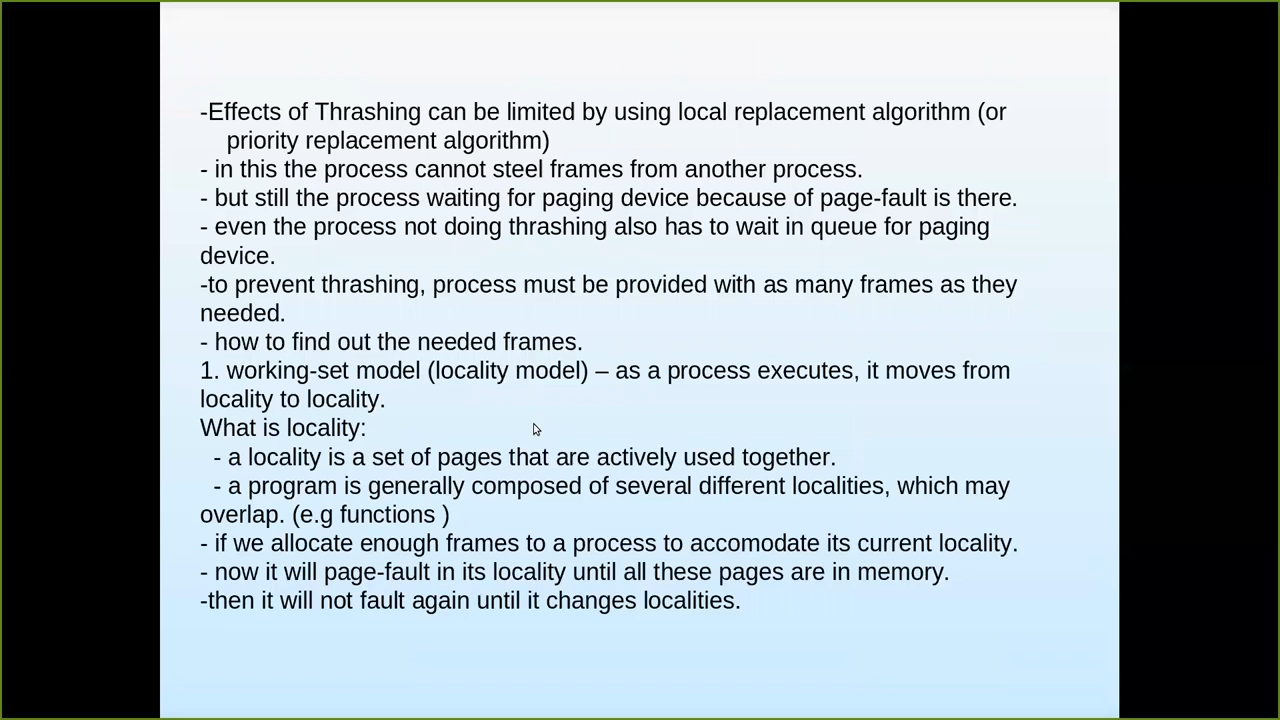 -Effects of Thrashing can be limited by using local replacement algorithm (or
priority replacement algorithm)
- in this the process cannot steel frames from another process.
- but still the process waiting for paging device because of page-fault is there.
- even the process not doing thrashing also has to wait in queue for paging
device.
-to prevent thrashing, process must be provided with as many frames as they
needed.
- how to find out the needed frames.
1. working-set model (locality model) – as a process executes, it moves from
locality to locality.
What is locality:
- a locality is a set of pages that are actively used together.
- a program is generally composed of several different localities, which may
overlap. (e.g functions )
- if we allocate enough frames to a process to accomodate its current locality.
- now it will page-fault in its locality until all these pages are in memory.
-then it will not fault again until it changes localities.